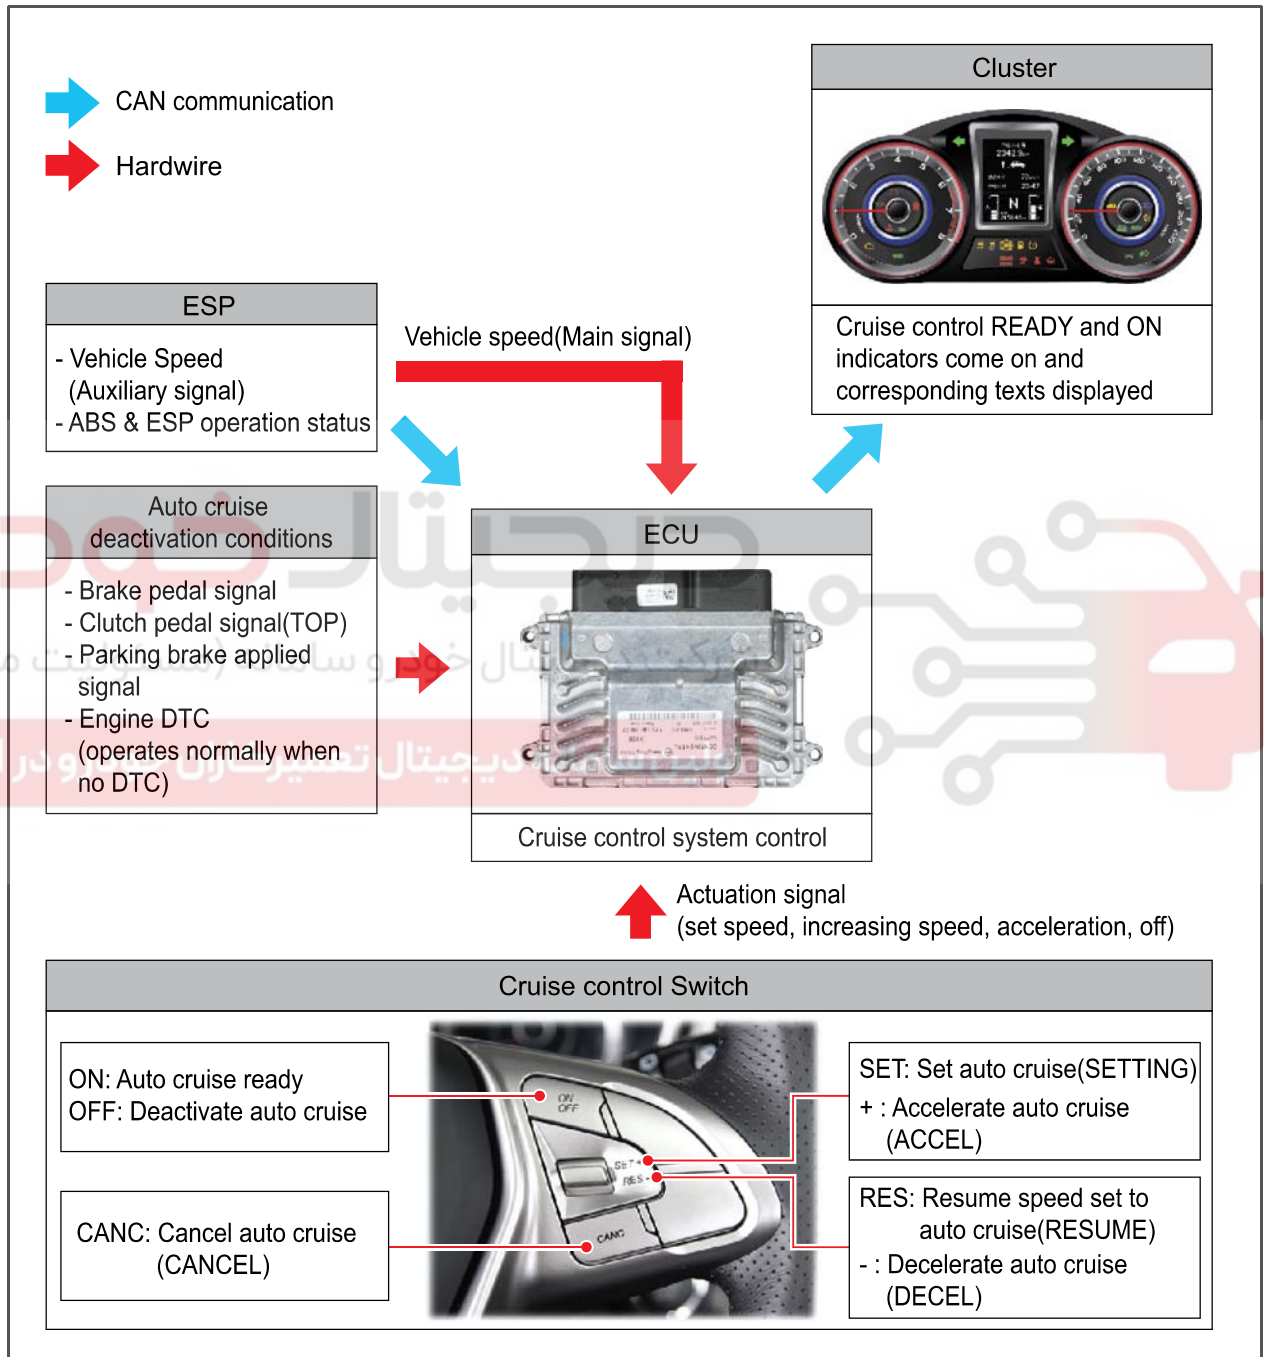 CAN communication
Hardwire
Cluster
Cruise control READY and ON
indicators come on and
corresponding texts displayed
ESP
- Vehicle Speed
(Auxiliary signal)
- ABS & ESP operation status
Vehicle speed(Main signal)
Auto cruise
deactivation conditions
- Brake pedal signal
- Clutch pedal signal(TOP)
- Parking brake applied
signal
- Engine DTC
(operates normally when
no DTC)
ECU
Cruise control system control
Actuation signal
(set speed, increasing speed, acceleration, off)
Cruise control Switch
ON: Auto cruise ready
OFF: Deactivate auto cruise
CANC: Cancel auto cruise
(CANCEL)
ON
OFF
SET+
RES -
CANC
SET: Set auto cruise(SETTING)
+ : Accelerate auto cruise
(ACCEL)
RES: Resume speed set to
auto cruise(RESUME)
- : Decelerate auto cruise
(DECEL)
دیجیتال خودرو